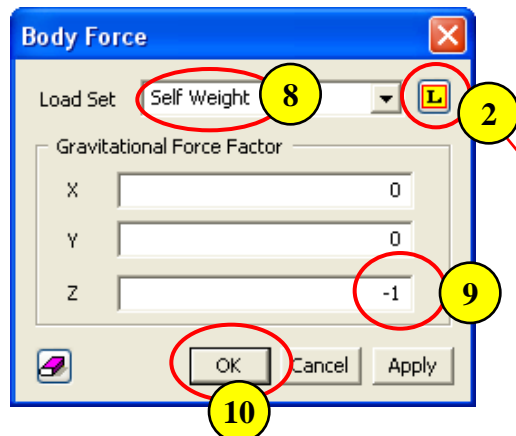 Body Force
Load Set Self Weight 8 L 2
Gravitational Force Factor
X 0
Y 0
Z -1 9
OK Cancel Apply
10